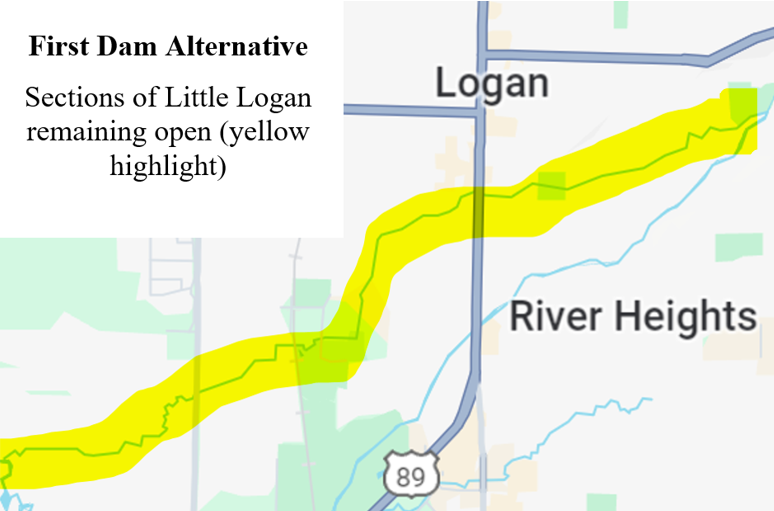 First Dam Alternative
Sections of Little Logan
remaining open (yellow
highlight)
Logan
River Heights
89